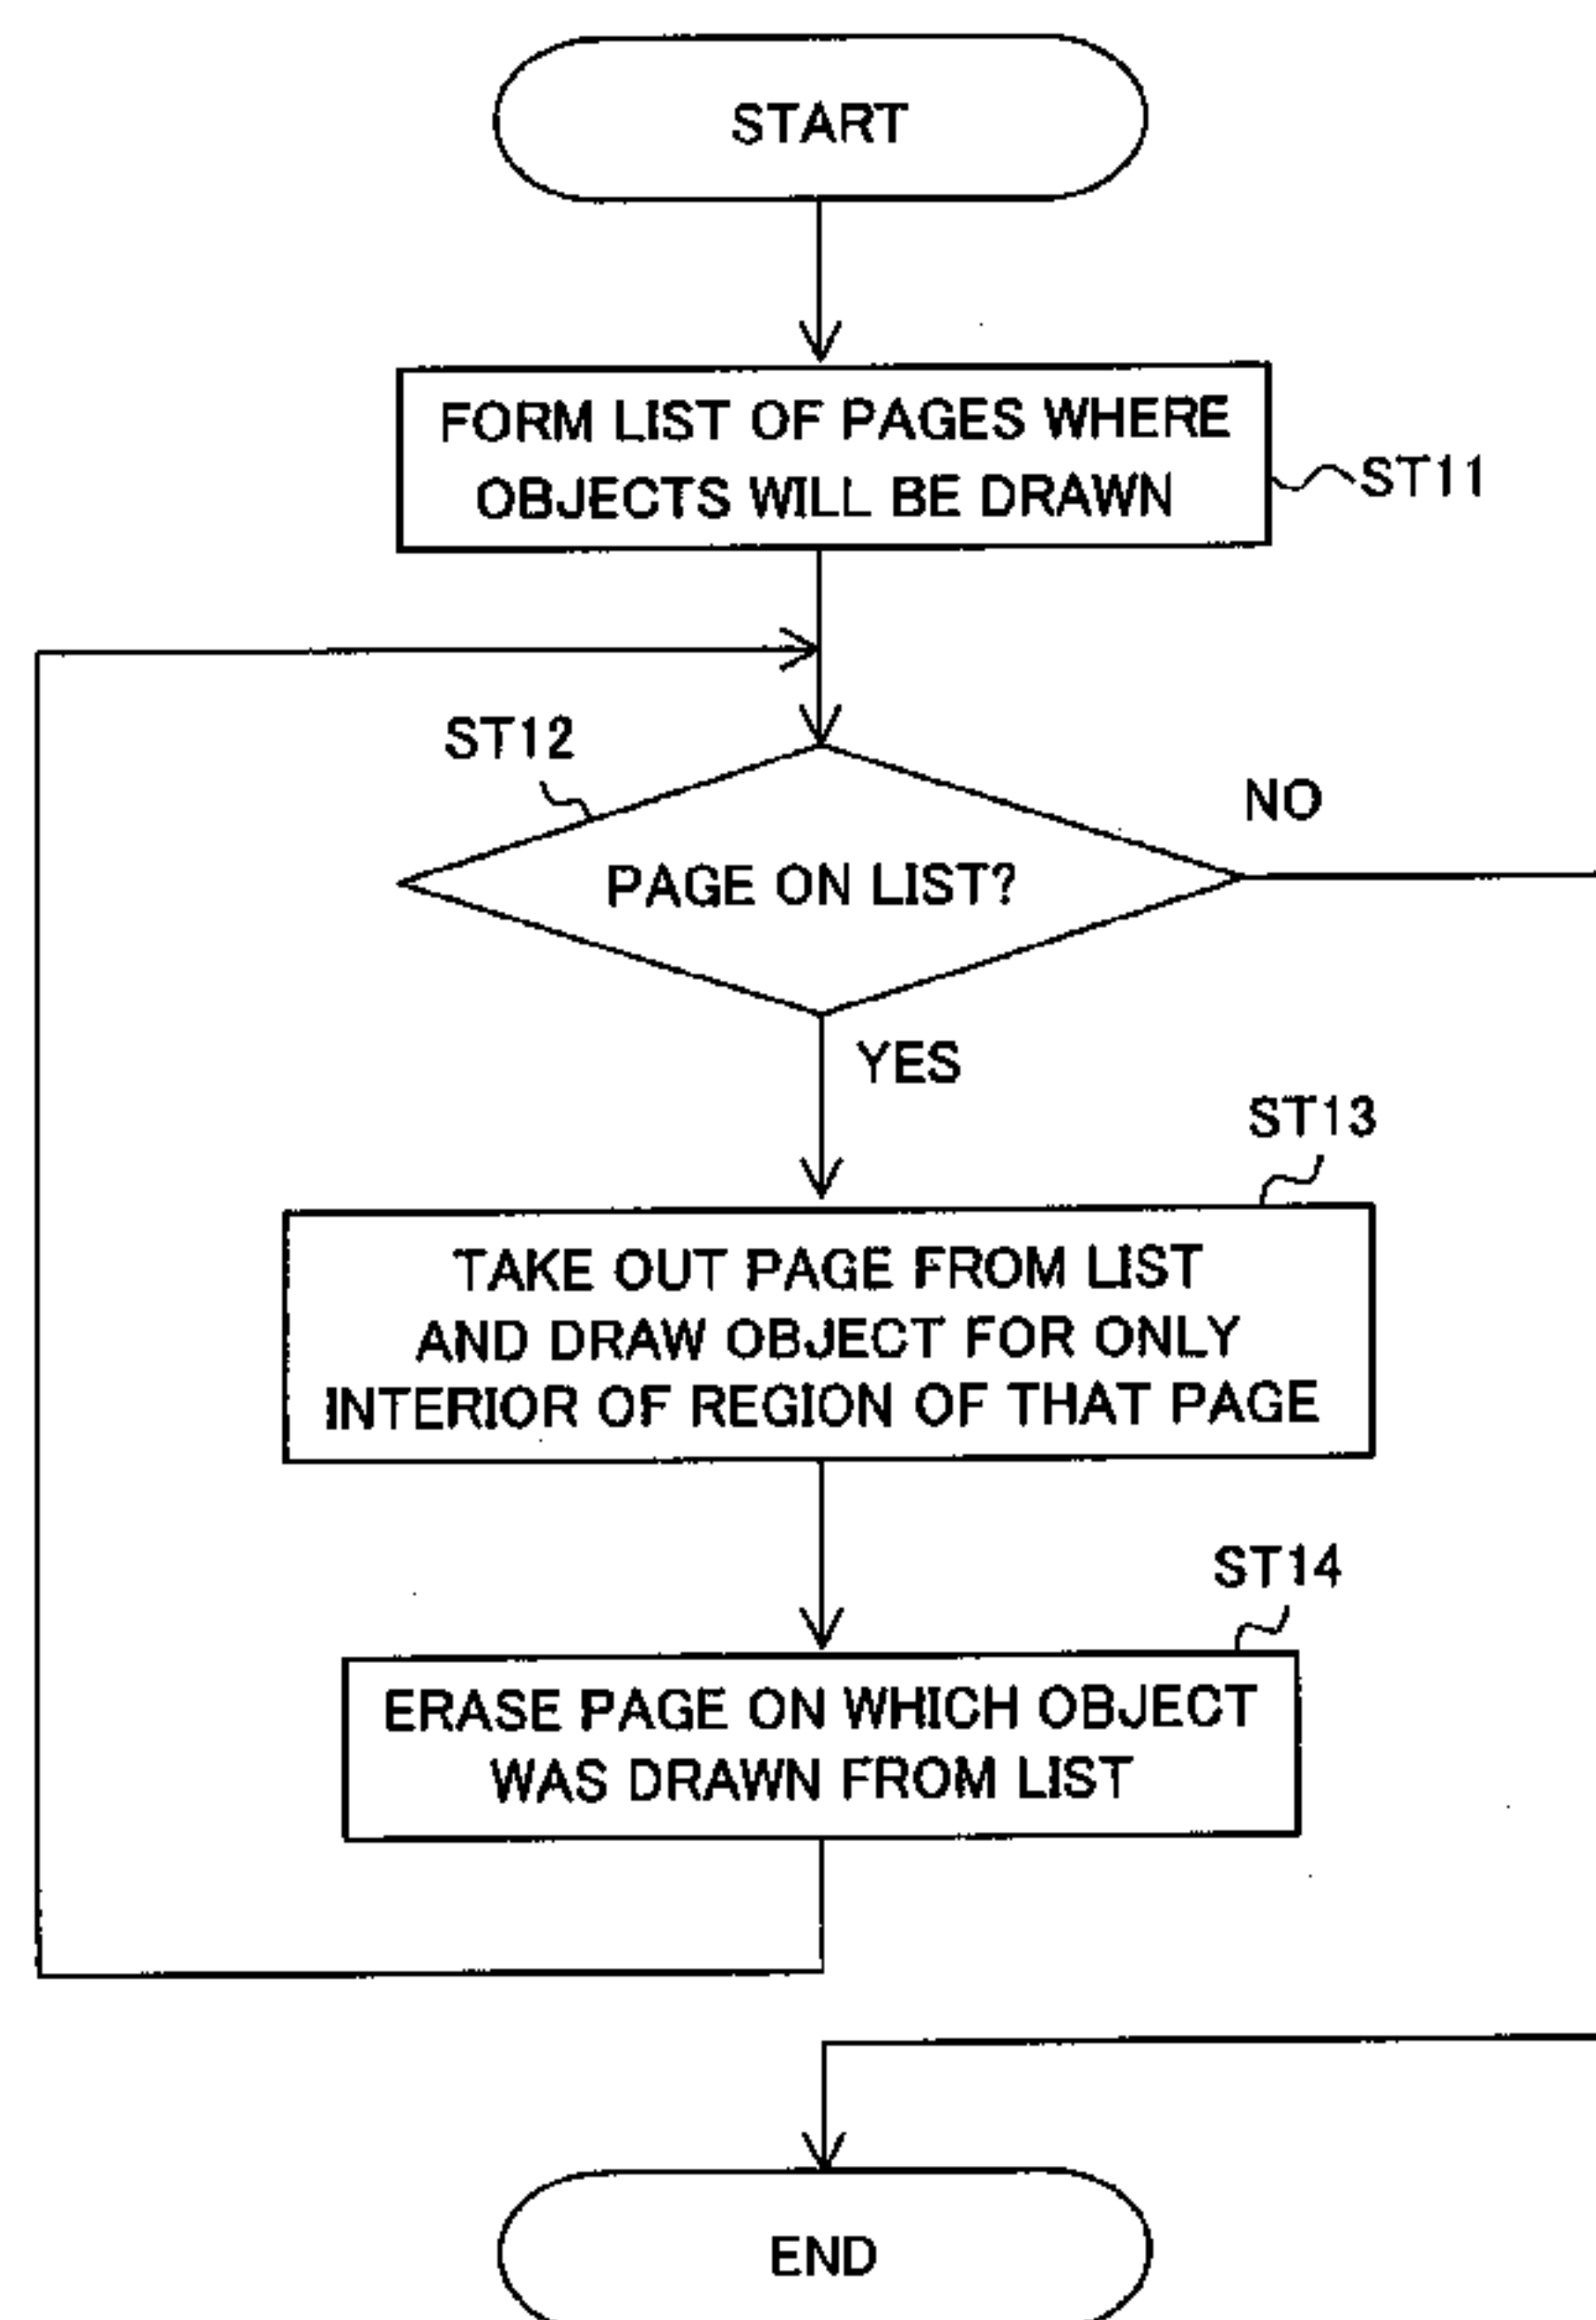 START
FORM LIST OF PAGES WHERE
OBJECTS WILL BE DRAWN
ST11
ST12
NO
PAGE ON LIST?
YES
ST13
TAKE OUT PAGE FROM LIST
AND DRAW OBJECT FOR ONLY
INTERIOR OF REGION OF THAT PAGE
ST14
ERASE PAGE ON WHICH OBJECT
WAS DRAWN FROM LIST
END